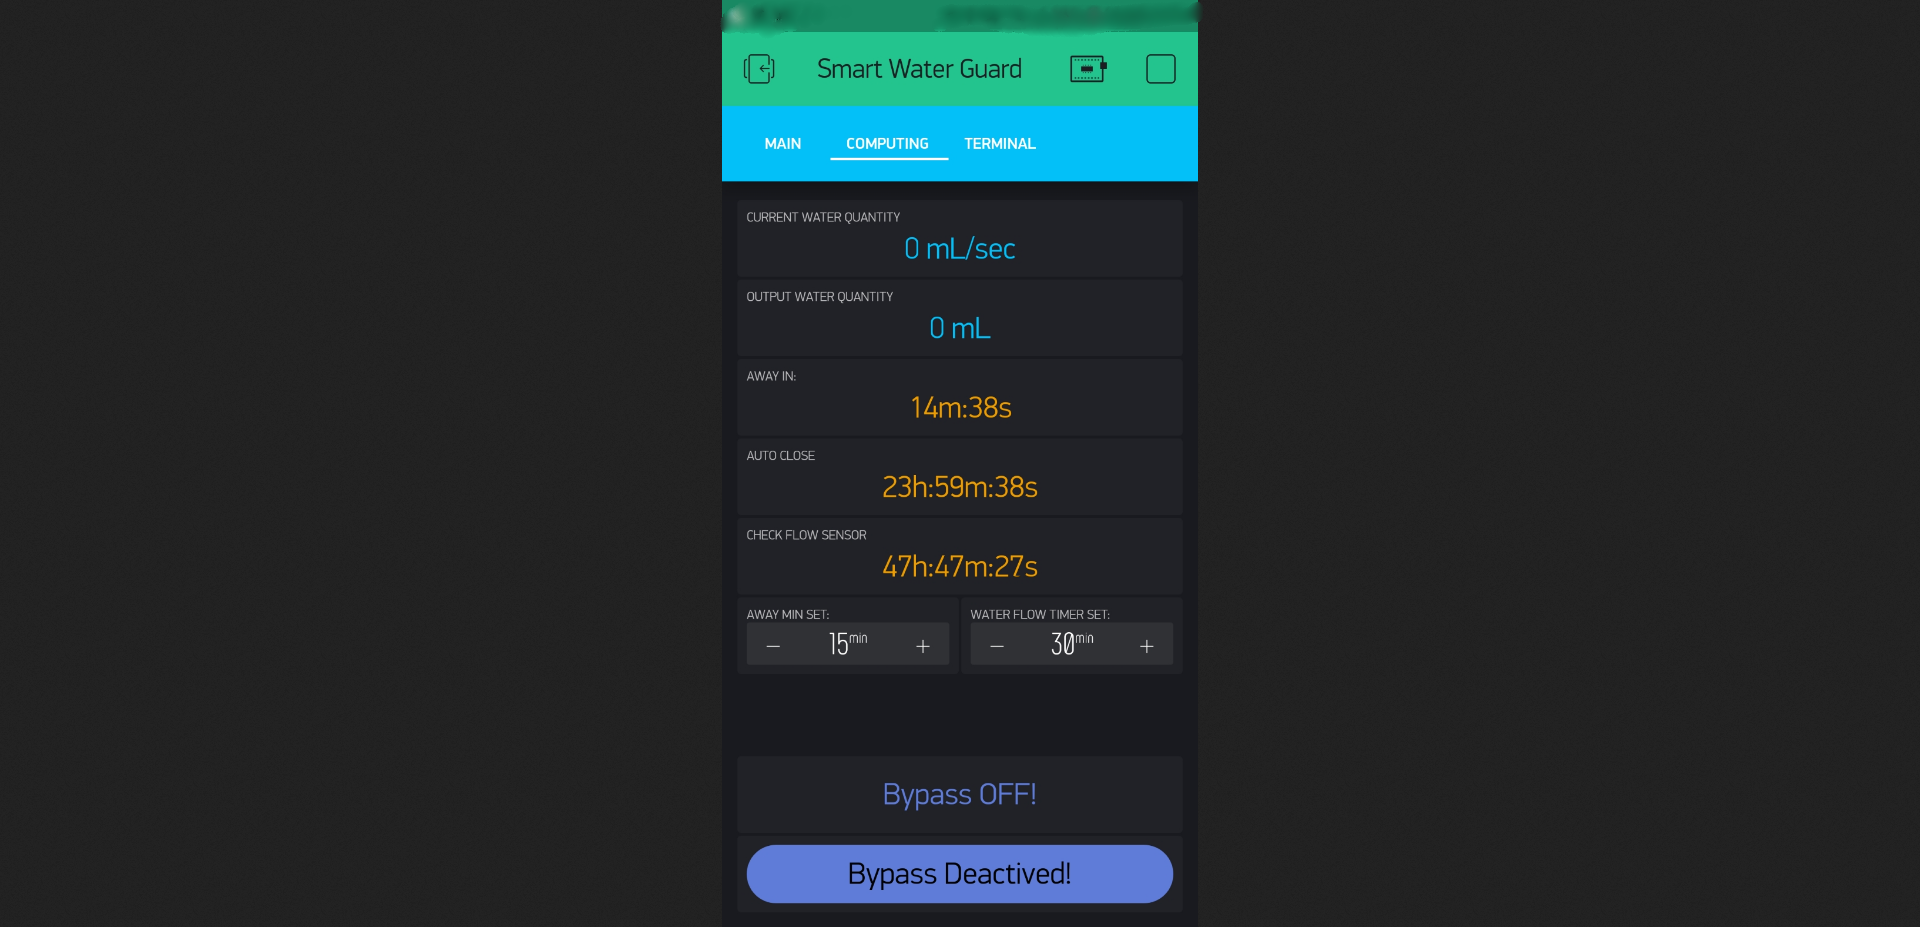 Smart Water Guard
MAIN COMPUTING TERMINAL
CURRENT WATER QUANTITY
0 mL/sec
OUTPUT WATER QUANTITY
0 mL
AWAY IN:
14m:38s
AUTO CLOSE
23h:59m:38s
CHECK FLOW SENSOR
47h:47m:27s
AWAY MIN SET: WATER FLOW TIMER SET:
– 15min + – 30min +
Bypass OFF!
Bypass Deactived!